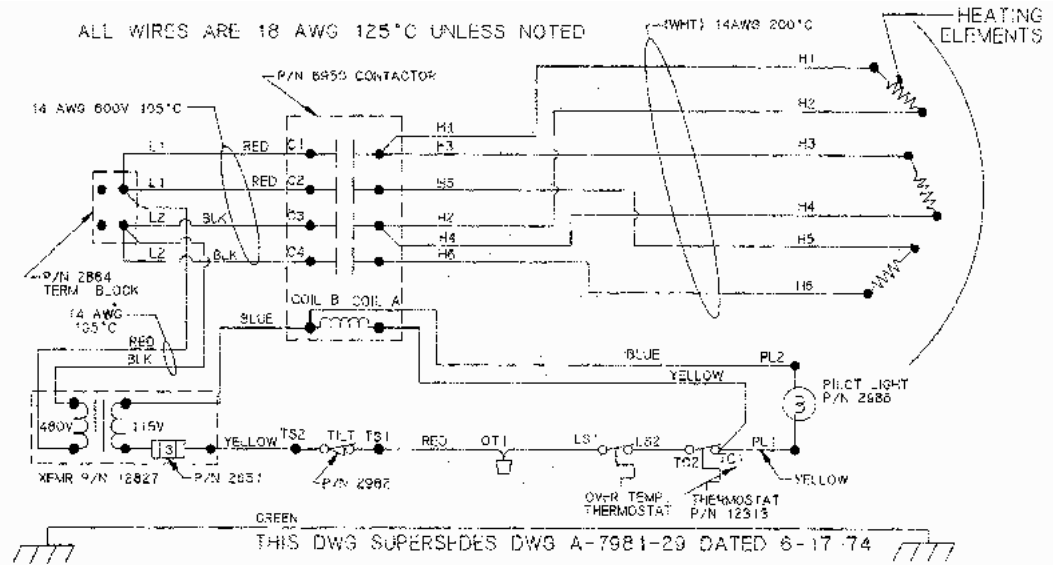 ALL WIRES ARE 18 AWG 125°C UNLESS NOTED
(WHT) 14AWG 200°C
HEATING
ELEMENTS
P/N 6950 CONTACTOR
14 AWG 600V 105°C
H1
H2
H3
H4
H5
H6
L1
RED
C1
H1
H3
L1
RED
C2
H5
L2
BLK
C3
H2
H4
L2
BLK
C4
H6
P/N 2864
TERM BLOCK
14 AWG
105°C
RED
BLK
BLUE
COIL B
COIL A
BLUE
PL2
YELLOW
PILOT LIGHT
P/N 2988
480V
115V
3
YELLOW
TS2
TILT
TS1
RED
OT1
LS1
LS2
TC2
TC1
PL1
YELLOW
XFMR P/N 12827
P/N 2651
P/N 2982
OVER TEMP.
THERMOSTAT
THERMOSTAT
P/N 12313
GREEN
THIS DWG SUPERSEDES DWG A-7981-29 DATED 6-17-74